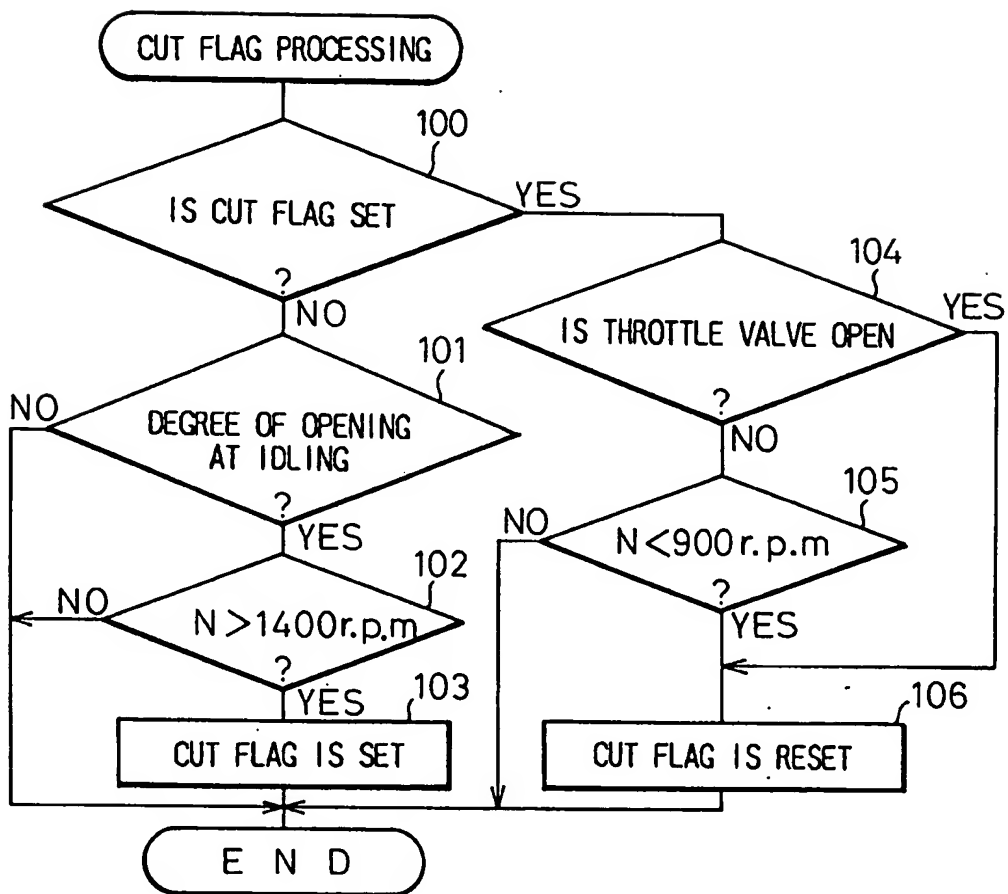 CUT FLAG PROCESSING
100
IS CUT FLAG SET
?
YES
NO
104
IS THROTTLE VALVE OPEN
?
YES
NO
101
NO
DEGREE OF OPENING
AT IDLING
?
YES
105
NO
N<900r.p.m
?
YES
102
NO
N>1400r.p.m
?
YES
103
CUT FLAG IS SET
106
CUT FLAG IS RESET
END